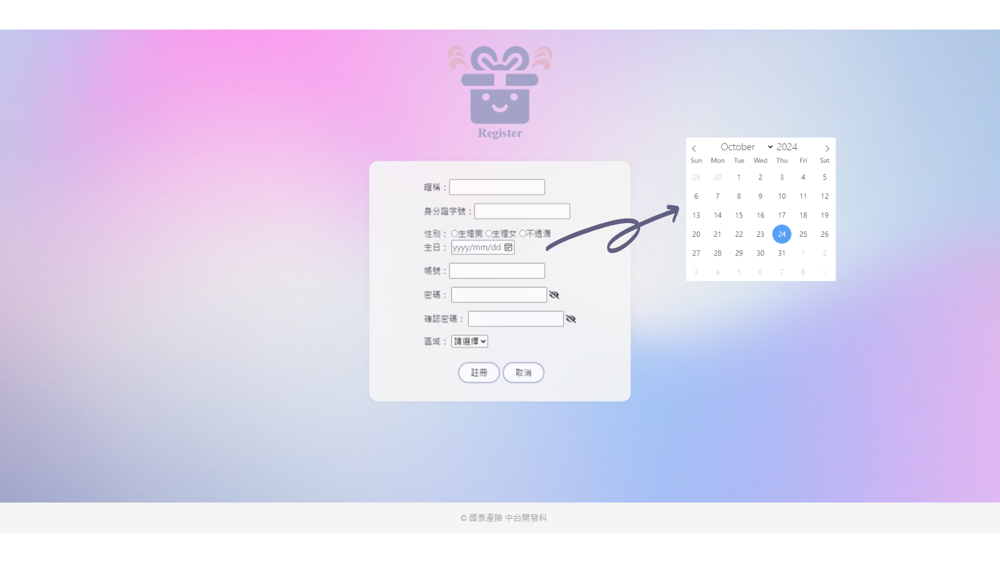 Register
暱稱：
身分證字號：
性別： 生理男 生理女 不透漏
生日： yyyy/mm/dd
帳號：
密碼：
確認密碼：
區域： 請選擇
註冊 取消
October 2024
Sun Mon Tue Wed Thu Fri Sat
29 30 1 2 3 4 5
6 7 8 9 10 11 12
13 14 15 16 17 18 19
20 21 22 23 24 25 26
27 28 29 30 31 1 2
3 4 5 6 7 8 9
© 國泰產險 中台開發科